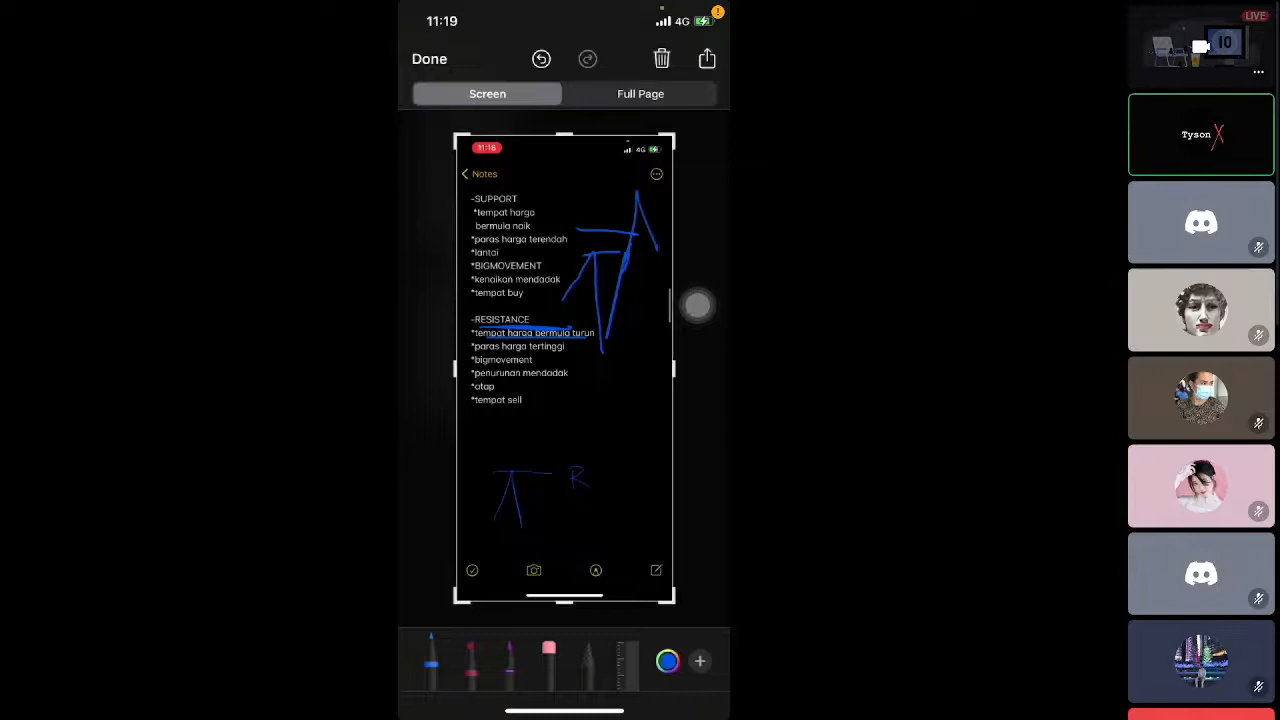 11:19
4G
LIVE
Done
Screen
Full Page
10
11:18
4G
Notes
-SUPPORT
*tempat harga
bermula naik
*paras harga terendah
*lantai
*BIGMOVEMENT
*kenaikan mendadak
*tempat buy
-RESISTANCE
*tempat harga bermula turun
*paras harga tertinggi
*bigmovement
*penurunan mendadak
*atap
*tempat sell
R
Tyson X